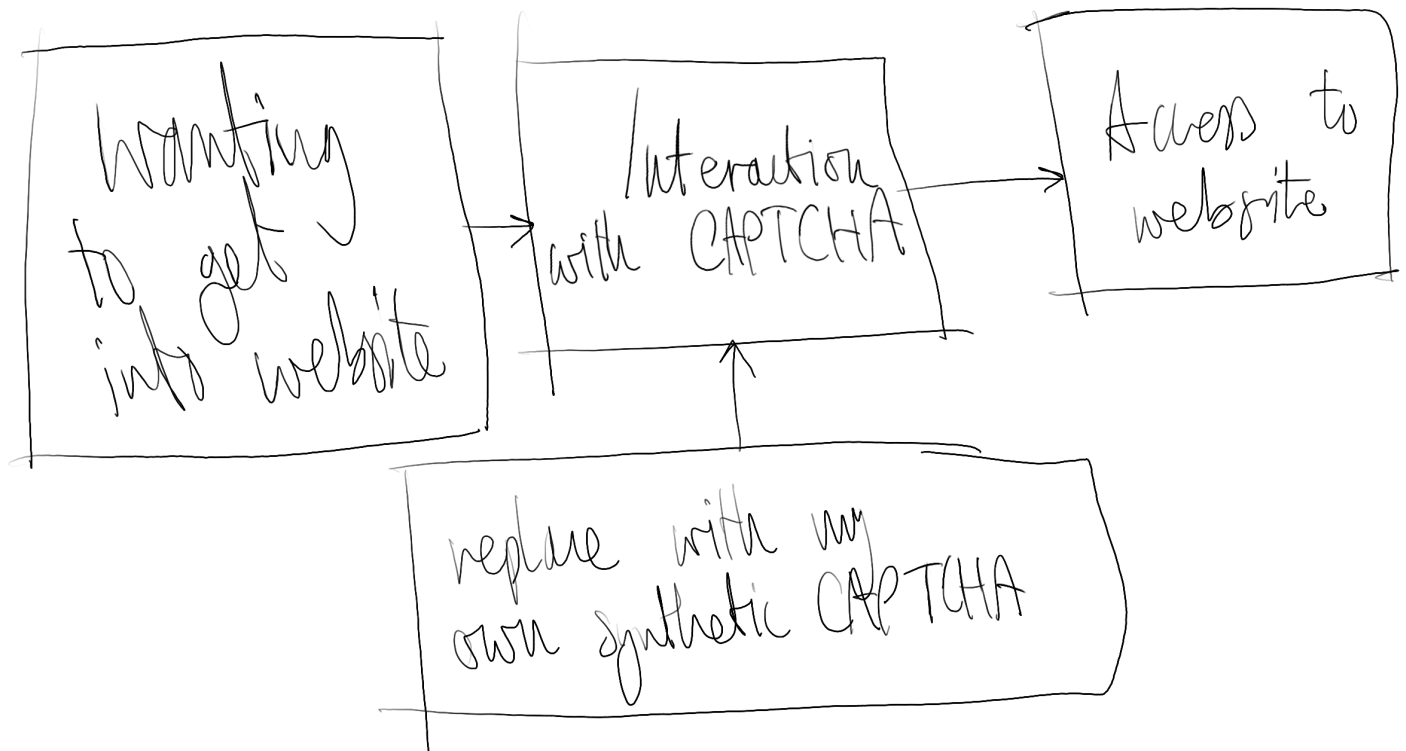 Wanting
to get
into website
Interaction
with CAPTCHA
Access to
website
replace with my
own synthetic CAPTCHA